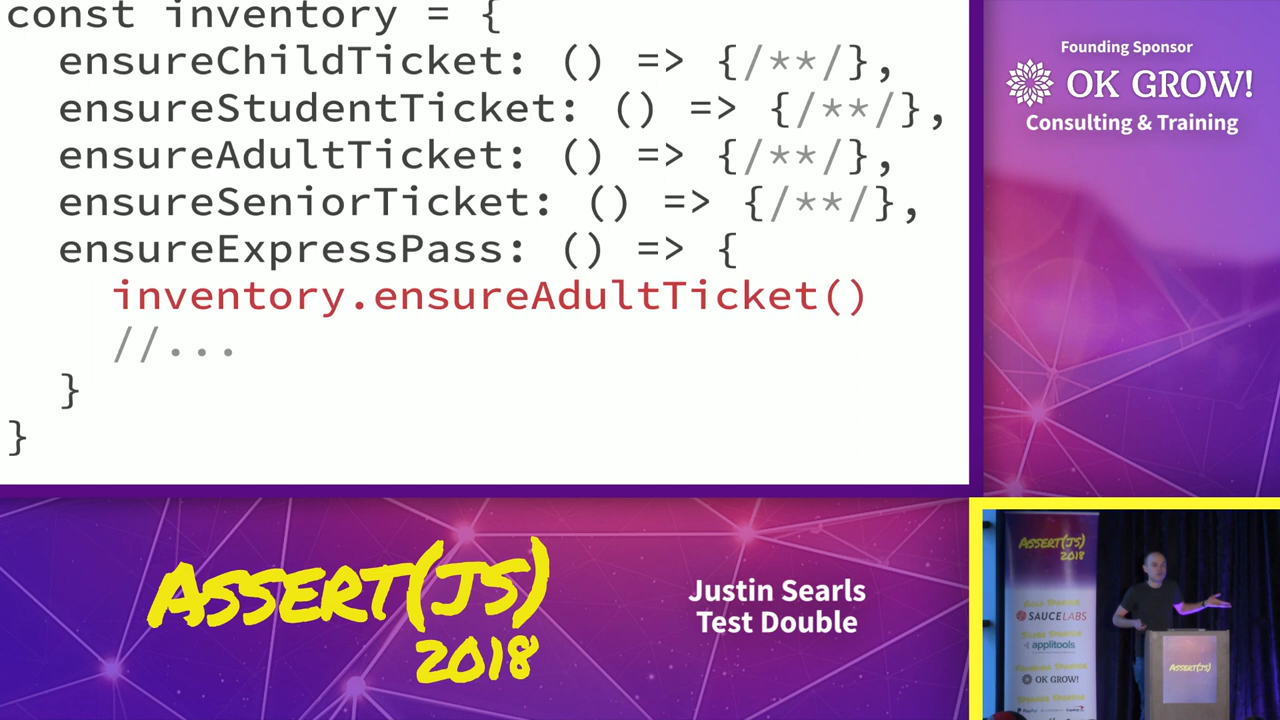 const inventory = {
ensureChildTicket: () => {/**/},
ensureStudentTicket: () => {/**/},
ensureAdultTicket: () => {/**/},
ensureSeniorTicket: () => {/**/},
ensureExpressPass: () => {
inventory.ensureAdultTicket()
//...
}
}
Founding Sponsor
OK GROW!
Consulting & Training
ASSERT(JS)
2018
Justin Searls
Test Double
ASSERT(JS)
2018
SAUCELABS
applitools
OK GROW!
PayPal
ASSERT(JS)